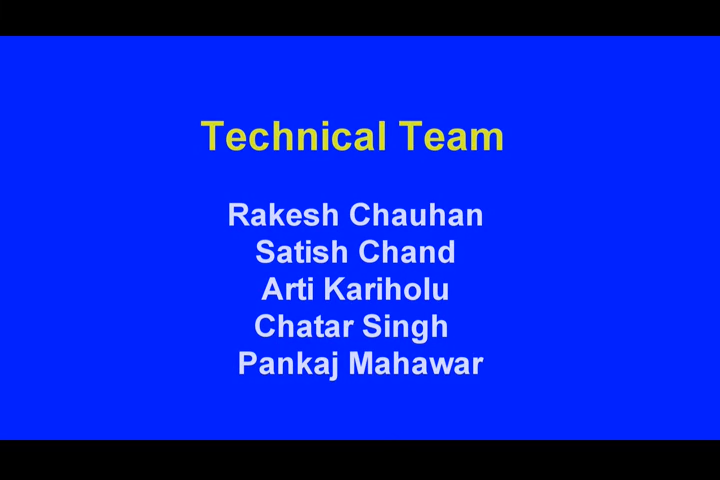 Technical Team
Rakesh Chauhan
Satish Chand
Arti Kariholu
Chatar Singh
Pankaj Mahawar